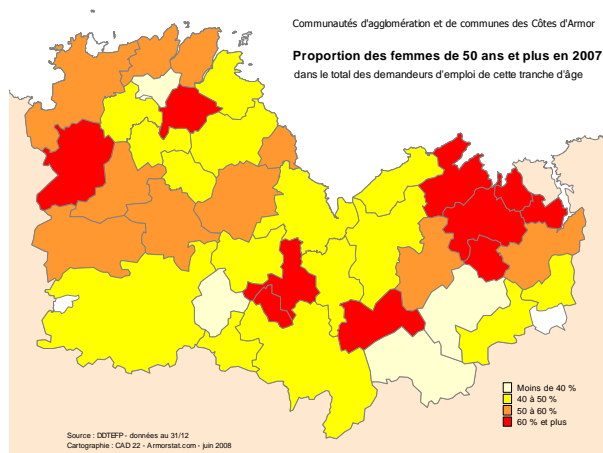 Communautés d'agglomération et de communes des Côtes d'Armor
Proportion des femmes de 50 ans et plus en 2007
dans le total des demandeurs d'emploi de cette tranche d'âge
Moins de 40 %
40 à 50 %
50 à 60 %
60 % et plus
Source : DDTEFP - données au 31/12
Cartographie : CAD 22 - Armorstat.com - juin 2008